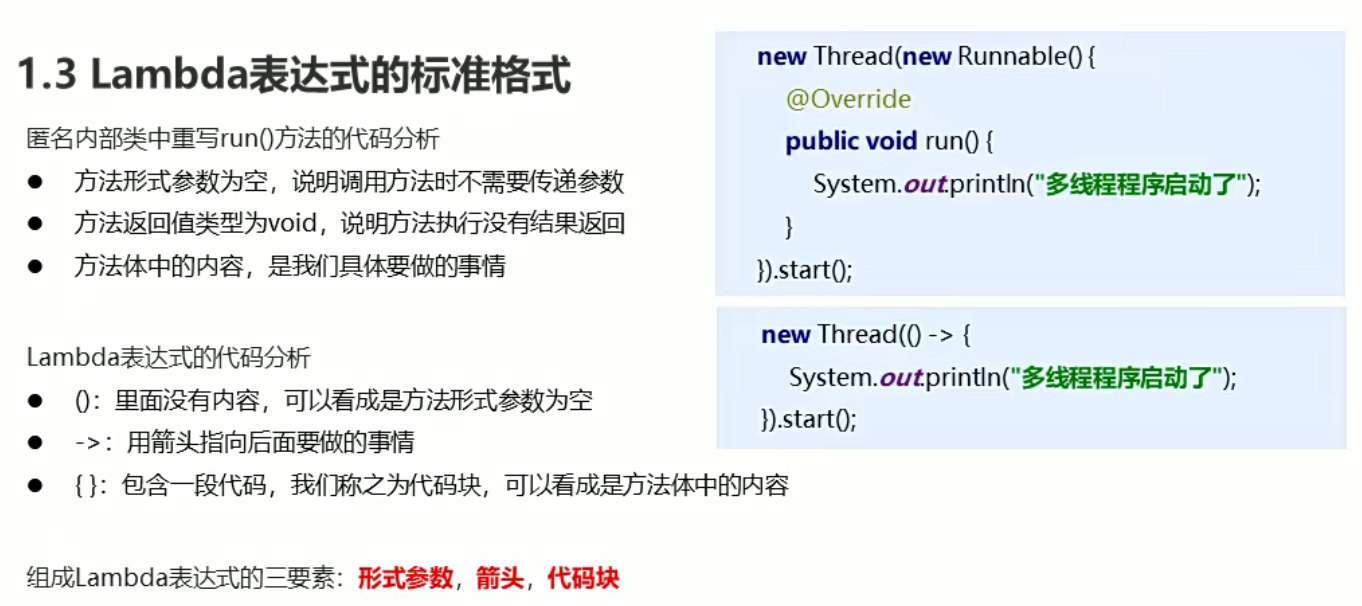 1.3 Lambda表达式的标准格式
匿名内部类中重写run()方法的代码分析
● 方法形式参数为空，说明调用方法时不需要传递参数
● 方法返回值类型为void，说明方法执行没有结果返回
● 方法体中的内容，是我们具体要做的事情
Lambda表达式的代码分析
● ()：里面没有内容，可以看成是方法形式参数为空
● ->：用箭头指向后面要做的事情
● { }：包含一段代码，我们称之为代码块，可以看成是方法体中的内容
组成Lambda表达式的三要素：形式参数，箭头，代码块
new Thread(new Runnable() {
@Override
public void run() {
System.out.println("多线程程序启动了");
}
}).start();
new Thread(() -> {
System.out.println("多线程程序启动了");
}).start();